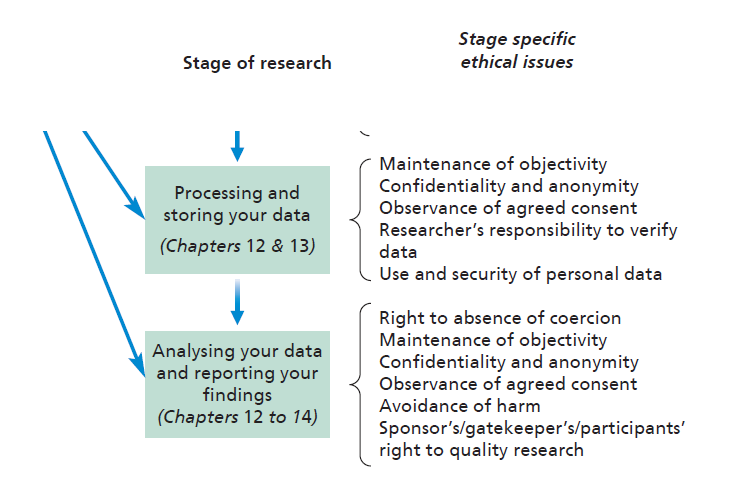 Stage of research
Stage specific
ethical issues
Processing and
storing your data
(Chapters 12 & 13)
Maintenance of objectivity
Confidentiality and anonymity
Observance of agreed consent
Researcher’s responsibility to verify
data
Use and security of personal data
Analysing your data
and reporting your
findings
(Chapters 12 to 14)
Right to absence of coercion
Maintenance of objectivity
Confidentiality and anonymity
Observance of agreed consent
Avoidance of harm
Sponsor’s/gatekeeper’s/participants’
right to quality research